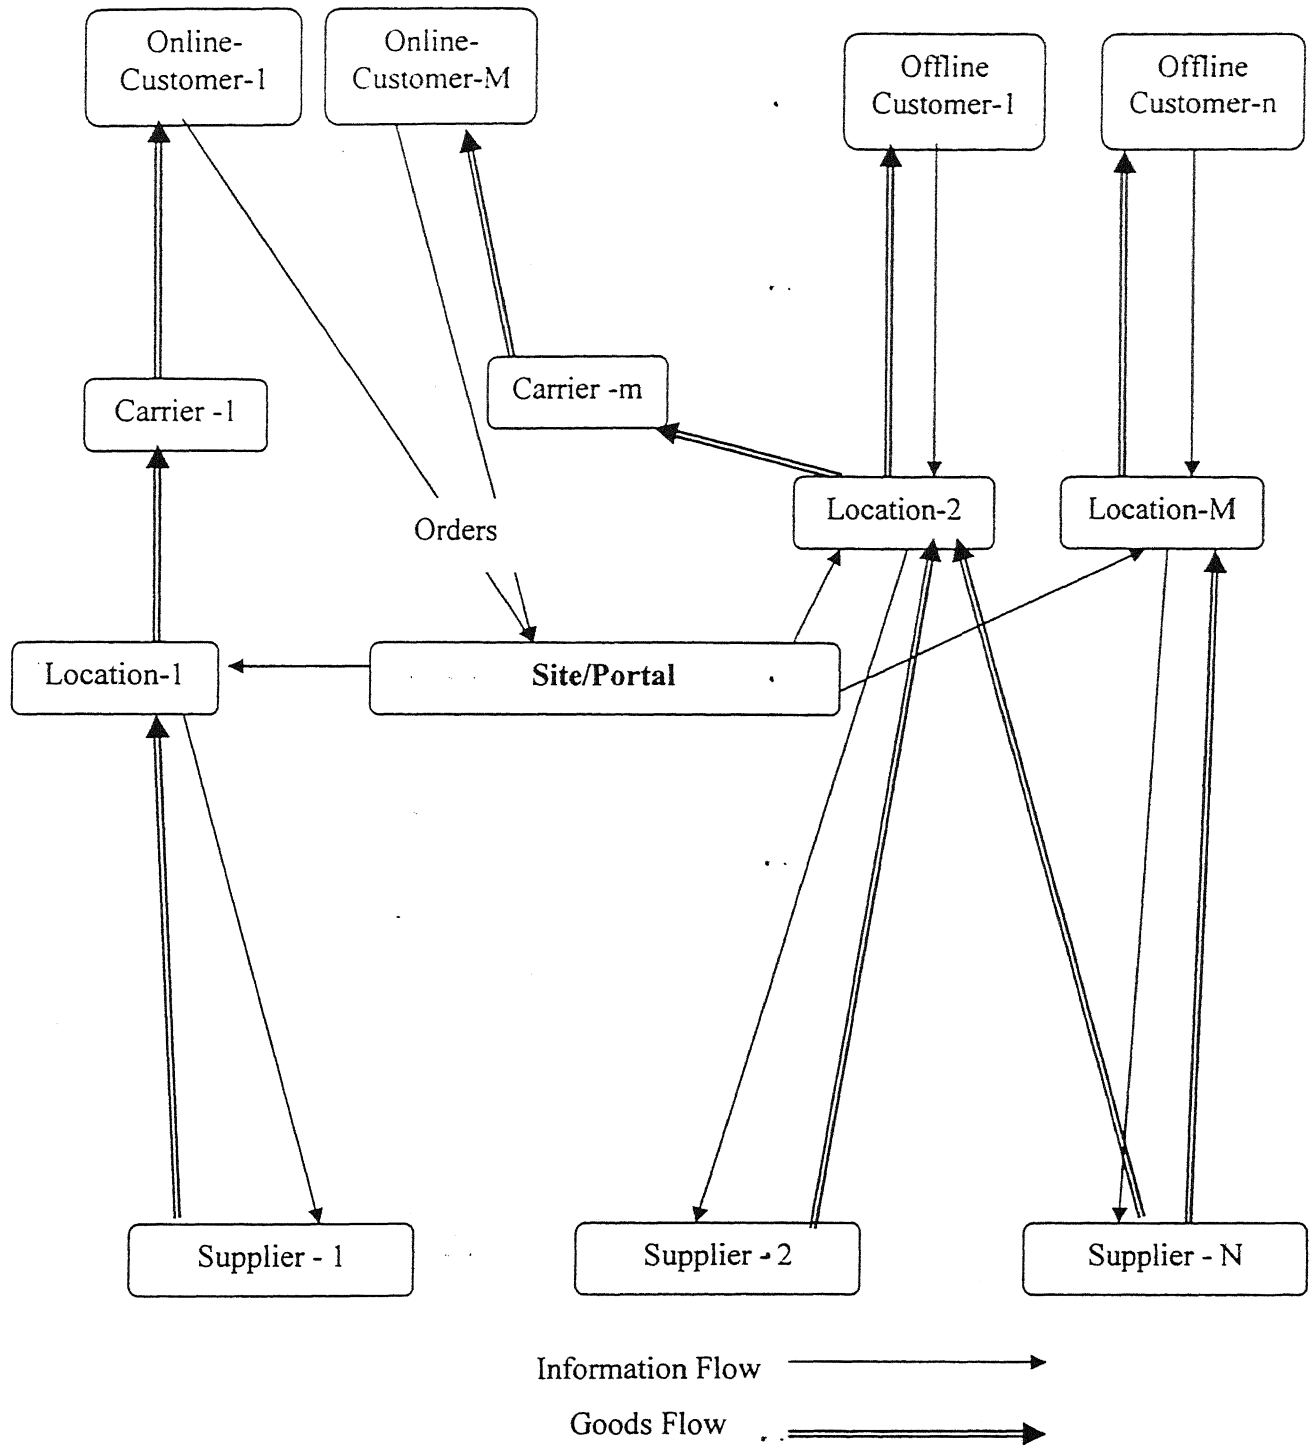 Online-
Customer-1
Online-
Customer-M
Offline
Customer-1
Offline
Customer-n
Carrier -1
Carrier -m
Orders
Location-2
Location-M
Location-1
Site/Portal
Supplier - 1
Supplier - 2
Supplier - N
Information Flow
Goods Flow